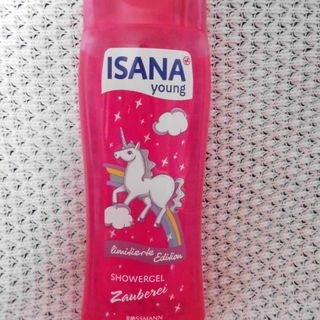 ISANA
young
limitierte Edition
SHOWERGEL
Zauberei
ROSSMANN